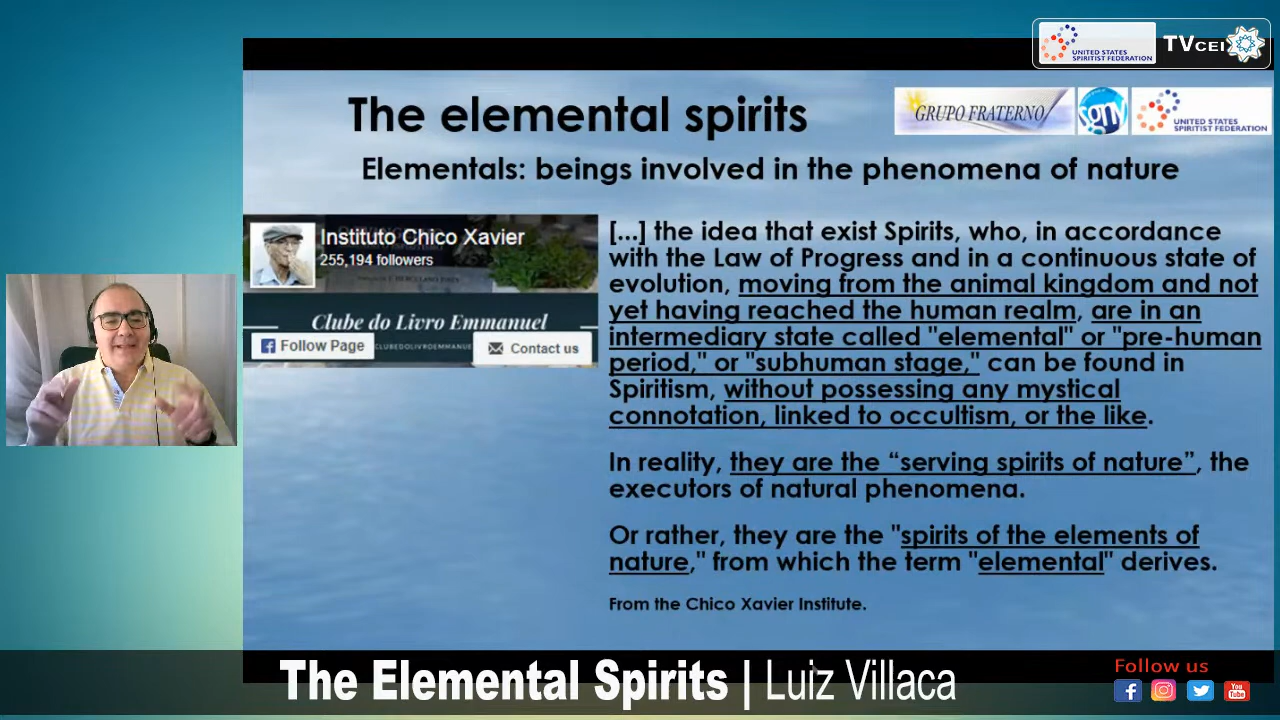 UNITED STATES
SPIRITIST FEDERATION
TVCEI
The elemental spirits
GRUPO FRATERNO
sgny
UNITED STATES
SPIRITIST FEDERATION
Elementals: beings involved in the phenomena of nature
Instituto Chico Xavier
255,194 followers
Clube do Livro Emmanuel
Follow Page
CLUBEDOLIVROEMMANUE
Contact us
[...] the idea that exist Spirits, who, in accordance
with the Law of Progress and in a continuous state of
evolution, moving from the animal kingdom and not
yet having reached the human realm, are in an
intermediary state called "elemental" or "pre-human
period," or "subhuman stage," can be found in
Spiritism, without possessing any mystical
connotation, linked to occultism, or the like.
In reality, they are the “serving spirits of nature”, the
executors of natural phenomena.
Or rather, they are the "spirits of the elements of
nature," from which the term "elemental" derives.
From the Chico Xavier Institute.
The Elemental Spirits | Luiz Villaca
Follow us
You
Tube